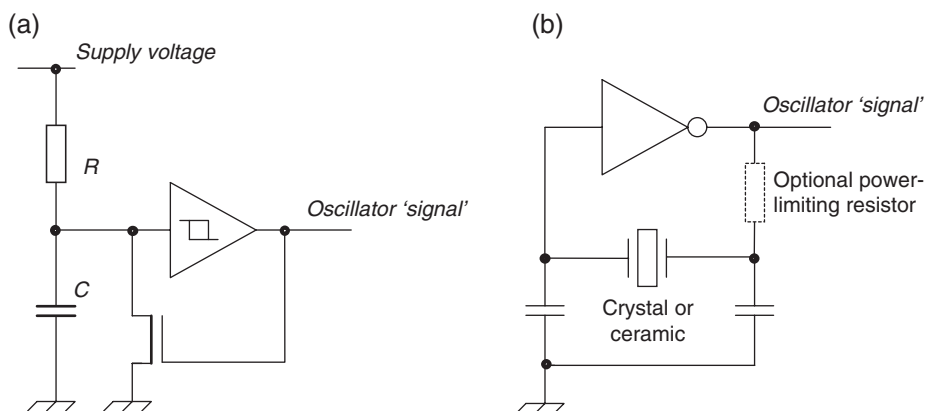 (a)
Supply voltage
R
C
Oscillator 'signal'
(b)
Oscillator 'signal'
Optional power-
limiting resistor
Crystal or
ceramic